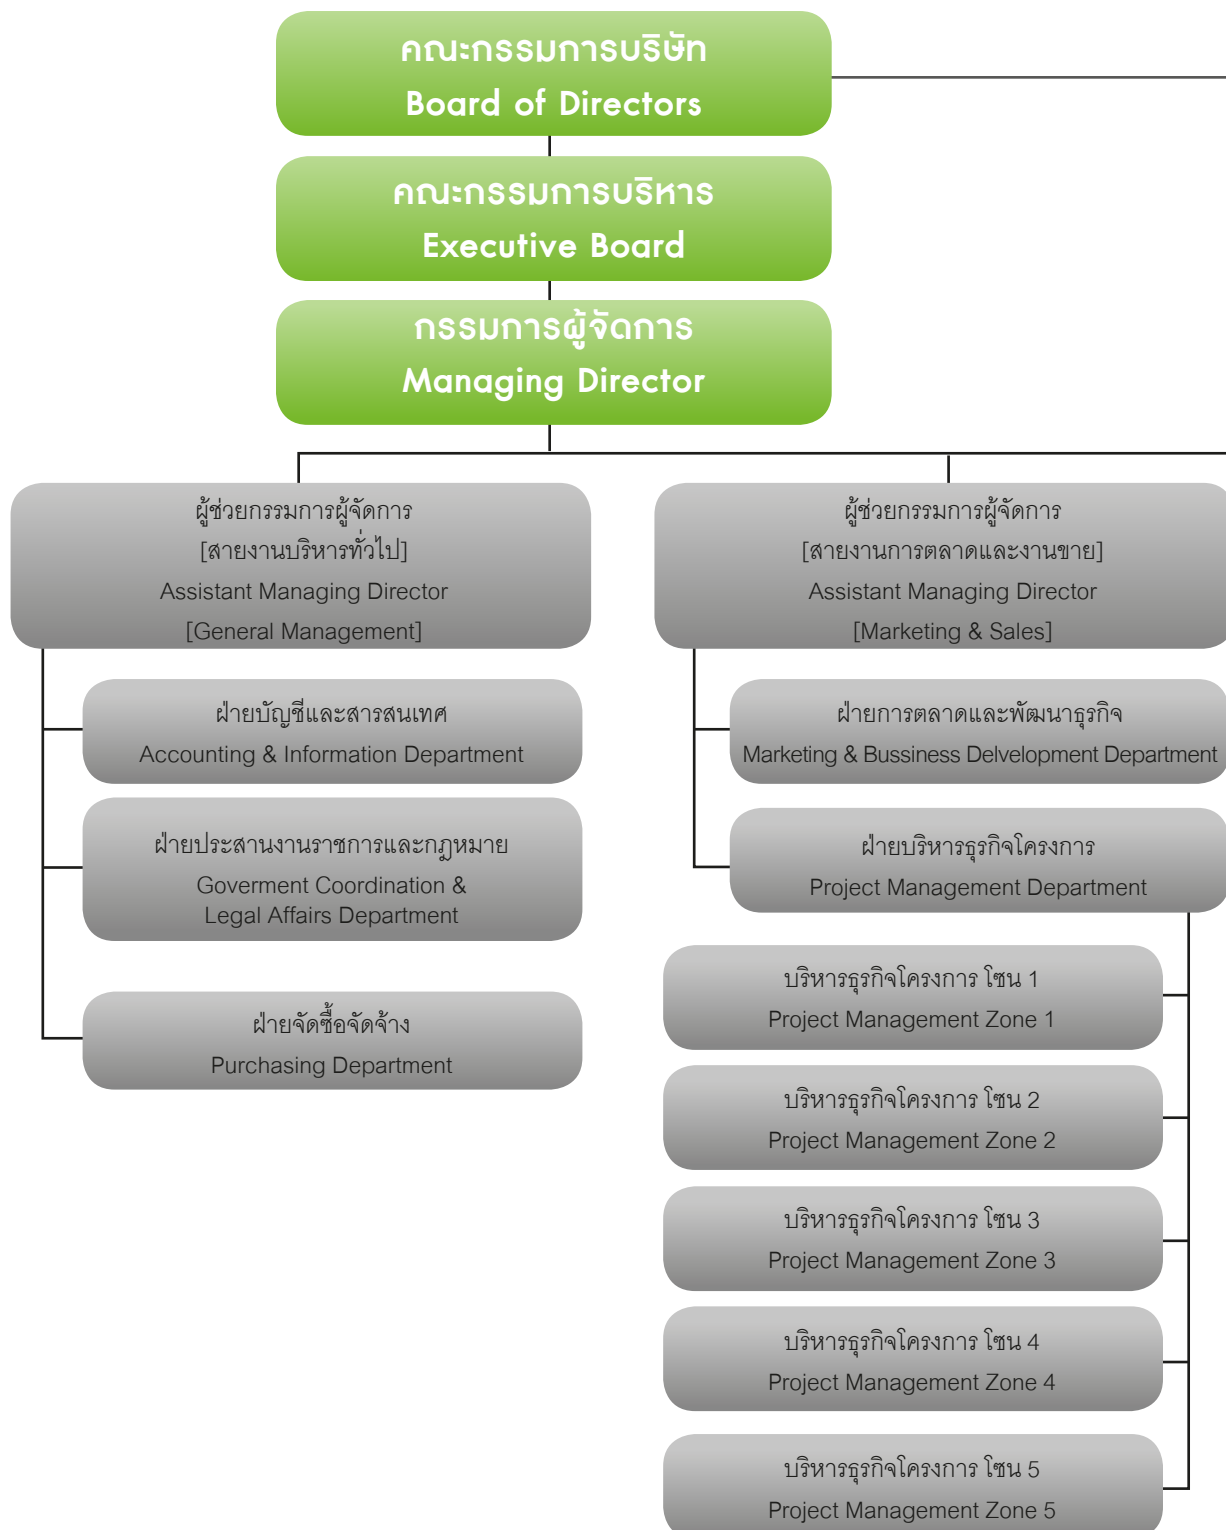 คณะกรรมการบริษัท
Board of Directors
คณะกรรมการบริหาร
Executive Board
กรรมการผู้จัดการ
Managing Director
ผู้ช่วยกรรมการผู้จัดการ
[สายงานบริหารทั่วไป]
Assistant Managing Director
[General Management]
ฝ่ายบัญชีและสารสนเทศ
Accounting & Information Department
ฝ่ายประสานงานราชการและกฎหมาย
Goverment Coordination &
Legal Affairs Department
ฝ่ายจัดซื้อจัดจ้าง
Purchasing Department
ผู้ช่วยกรรมการผู้จัดการ
[สายงานการตลาดและงานขาย]
Assistant Managing Director
[Marketing & Sales]
ฝ่ายการตลาดและพัฒนาธุรกิจ
Marketing & Bussiness Delvelopment Department
ฝ่ายบริหารธุรกิจโครงการ
Project Management Department
บริหารธุรกิจโครงการ โซน 1
Project Management Zone 1
บริหารธุรกิจโครงการ โซน 2
Project Management Zone 2
บริหารธุรกิจโครงการ โซน 3
Project Management Zone 3
บริหารธุรกิจโครงการ โซน 4
Project Management Zone 4
บริหารธุรกิจโครงการ โซน 5
Project Management Zone 5